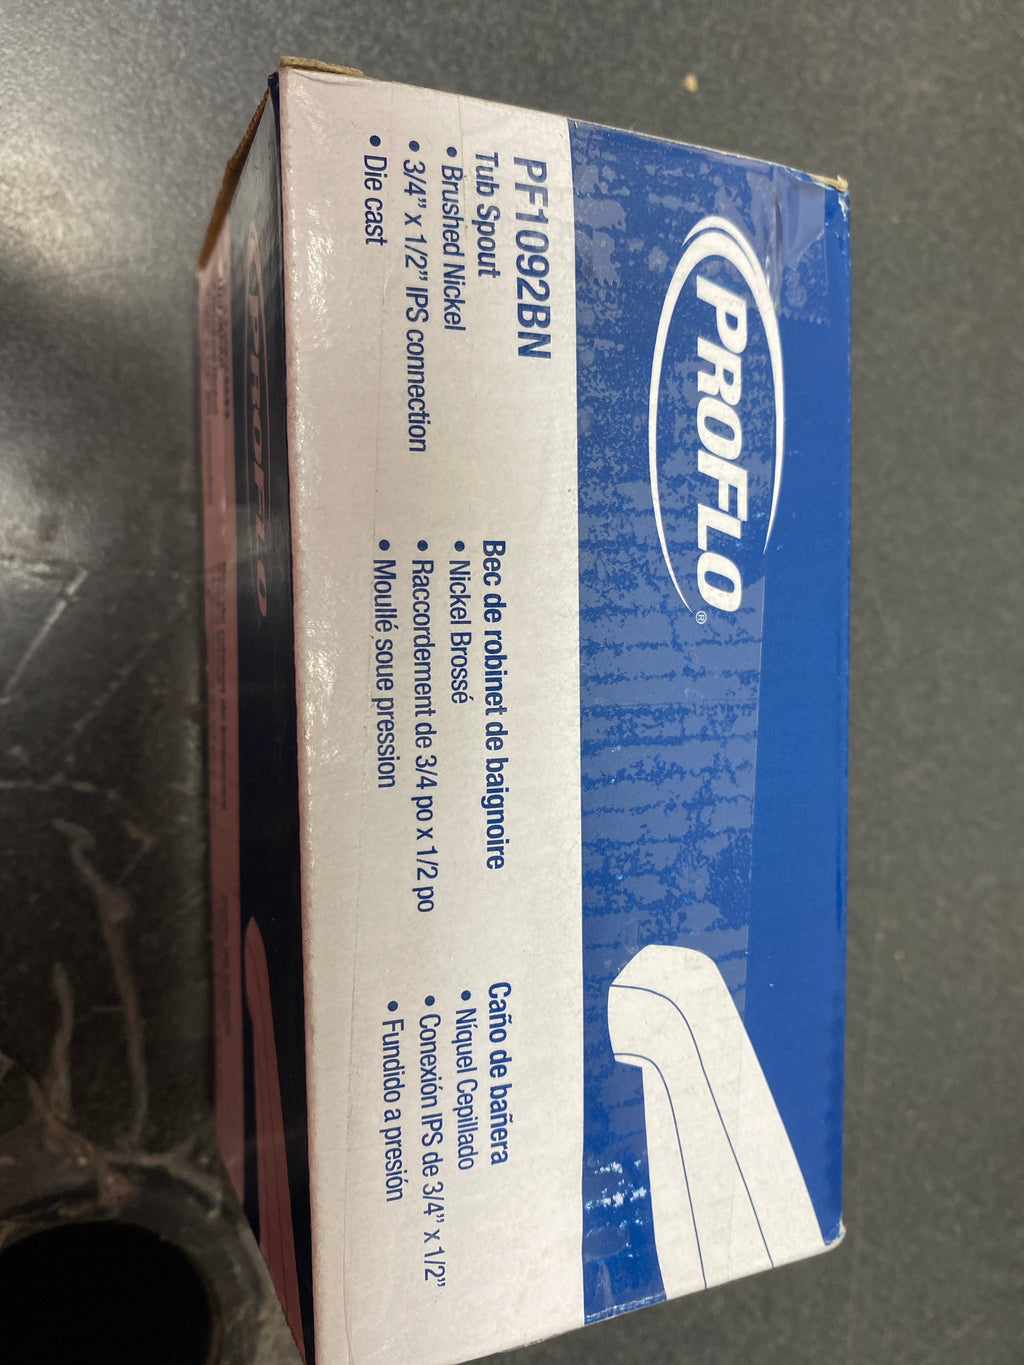 PROFLO®
PF1092BN
Tub Spout
• Brushed Nickel
• 3/4” x 1/2” IPS connection
• Die cast
Bec de robinet de baignoire
• Nickel Brossé
• Raccordement de 3/4 po x 1/2 po
• Moullé soue pression
Caño de bañera
• Níquel Cepillado
• Conexión IPS de 3/4” x 1/2”
• Fundido a presión
PROFLO